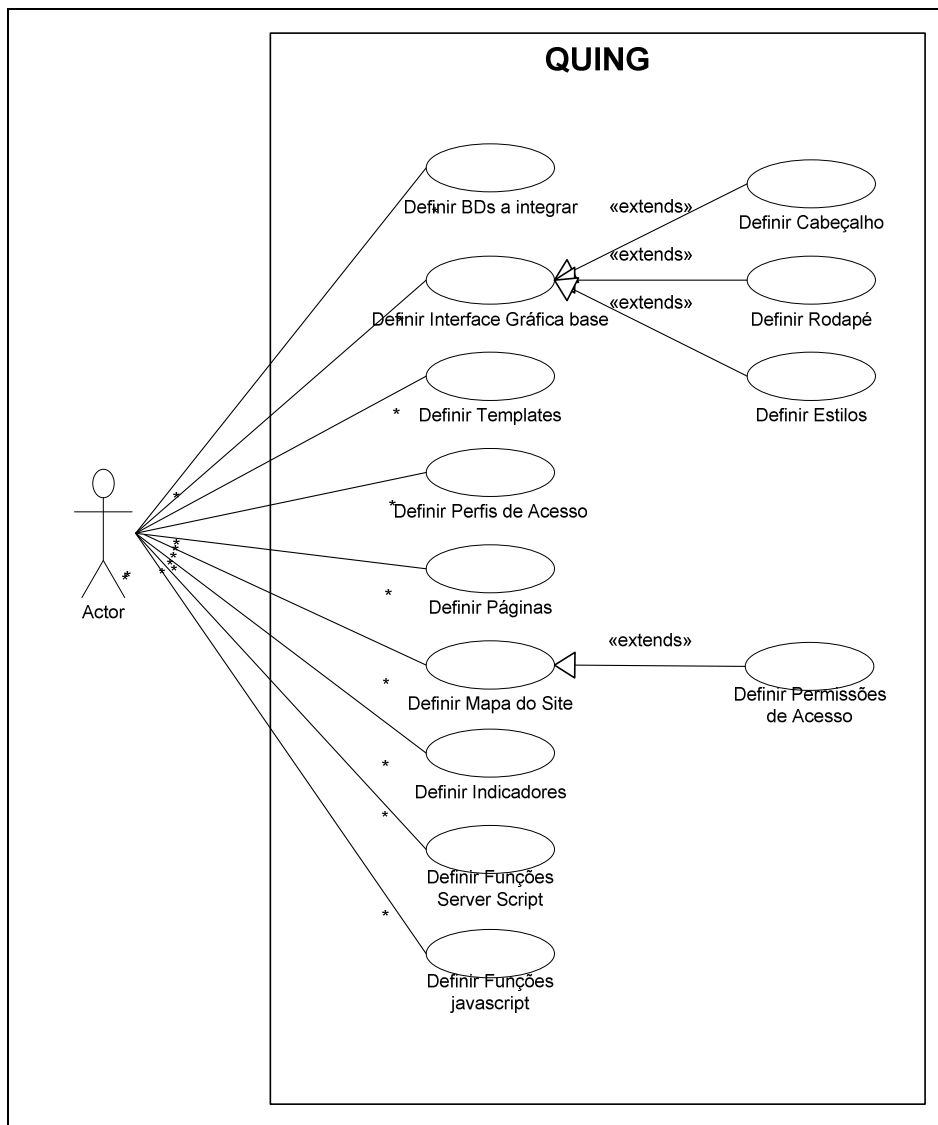 QUING
Definir BDs a integrar
*
«extends»
Definir Cabeçalho
«extends»
Definir Interface Gráfica base
*
Definir Rodapé
«extends»
Definir Templates
*
Definir Estilos
*
Definir Perfis de Acesso
*
Actor
*
*
*
*
*
*
*
*
*
Definir Páginas
*
«extends»
Definir Mapa do Site
*
Definir Permissões
de Acesso
Definir Indicadores
*
Definir Funções
Server Script
*
Definir Funções
javascript
*